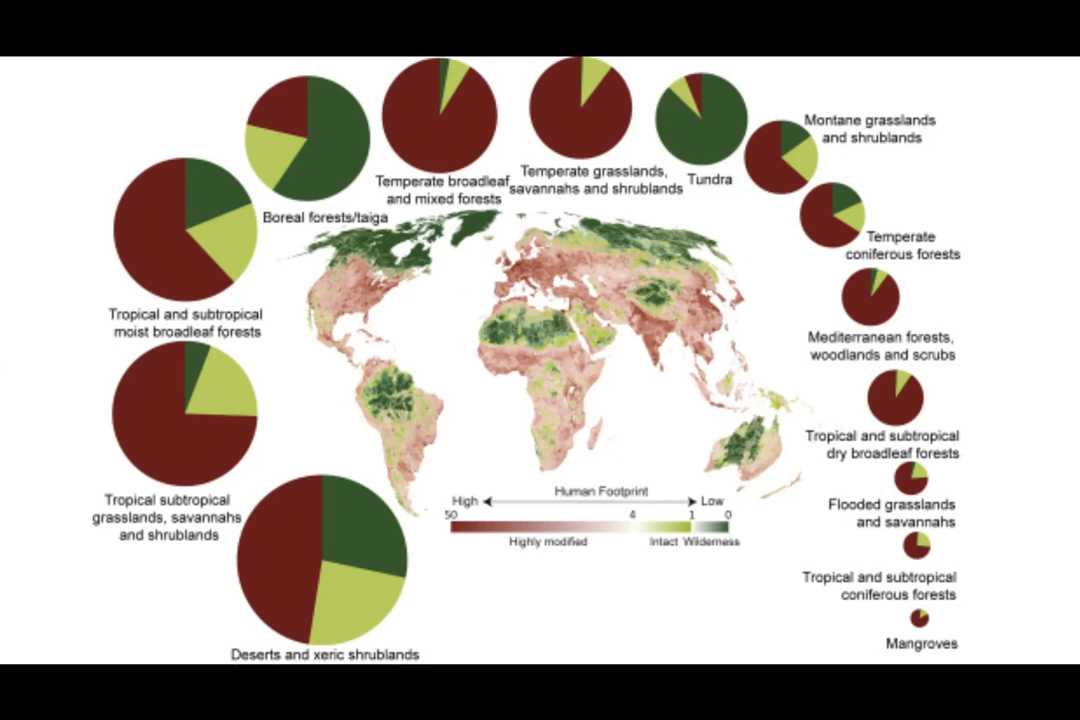 Montane grasslands
and shrublands
Temperate broadleaf
and mixed forests
Temperate grasslands,
savannahs and shrublands
Tundra
Boreal forests/taiga
Temperate
coniferous forests
Tropical and subtropical
moist broadleaf forests
Mediterranean forests,
woodlands and scrubs
Tropical and subtropical
dry broadleaf forests
Tropical subtropical
grasslands, savannahs
and shrublands
High Human Footprint Low
50 4 1 0
Highly modified Intact Wilderness
Flooded grasslands
and savannahs
Tropical and subtropical
coniferous forests
Mangroves
Deserts and xeric shrublands